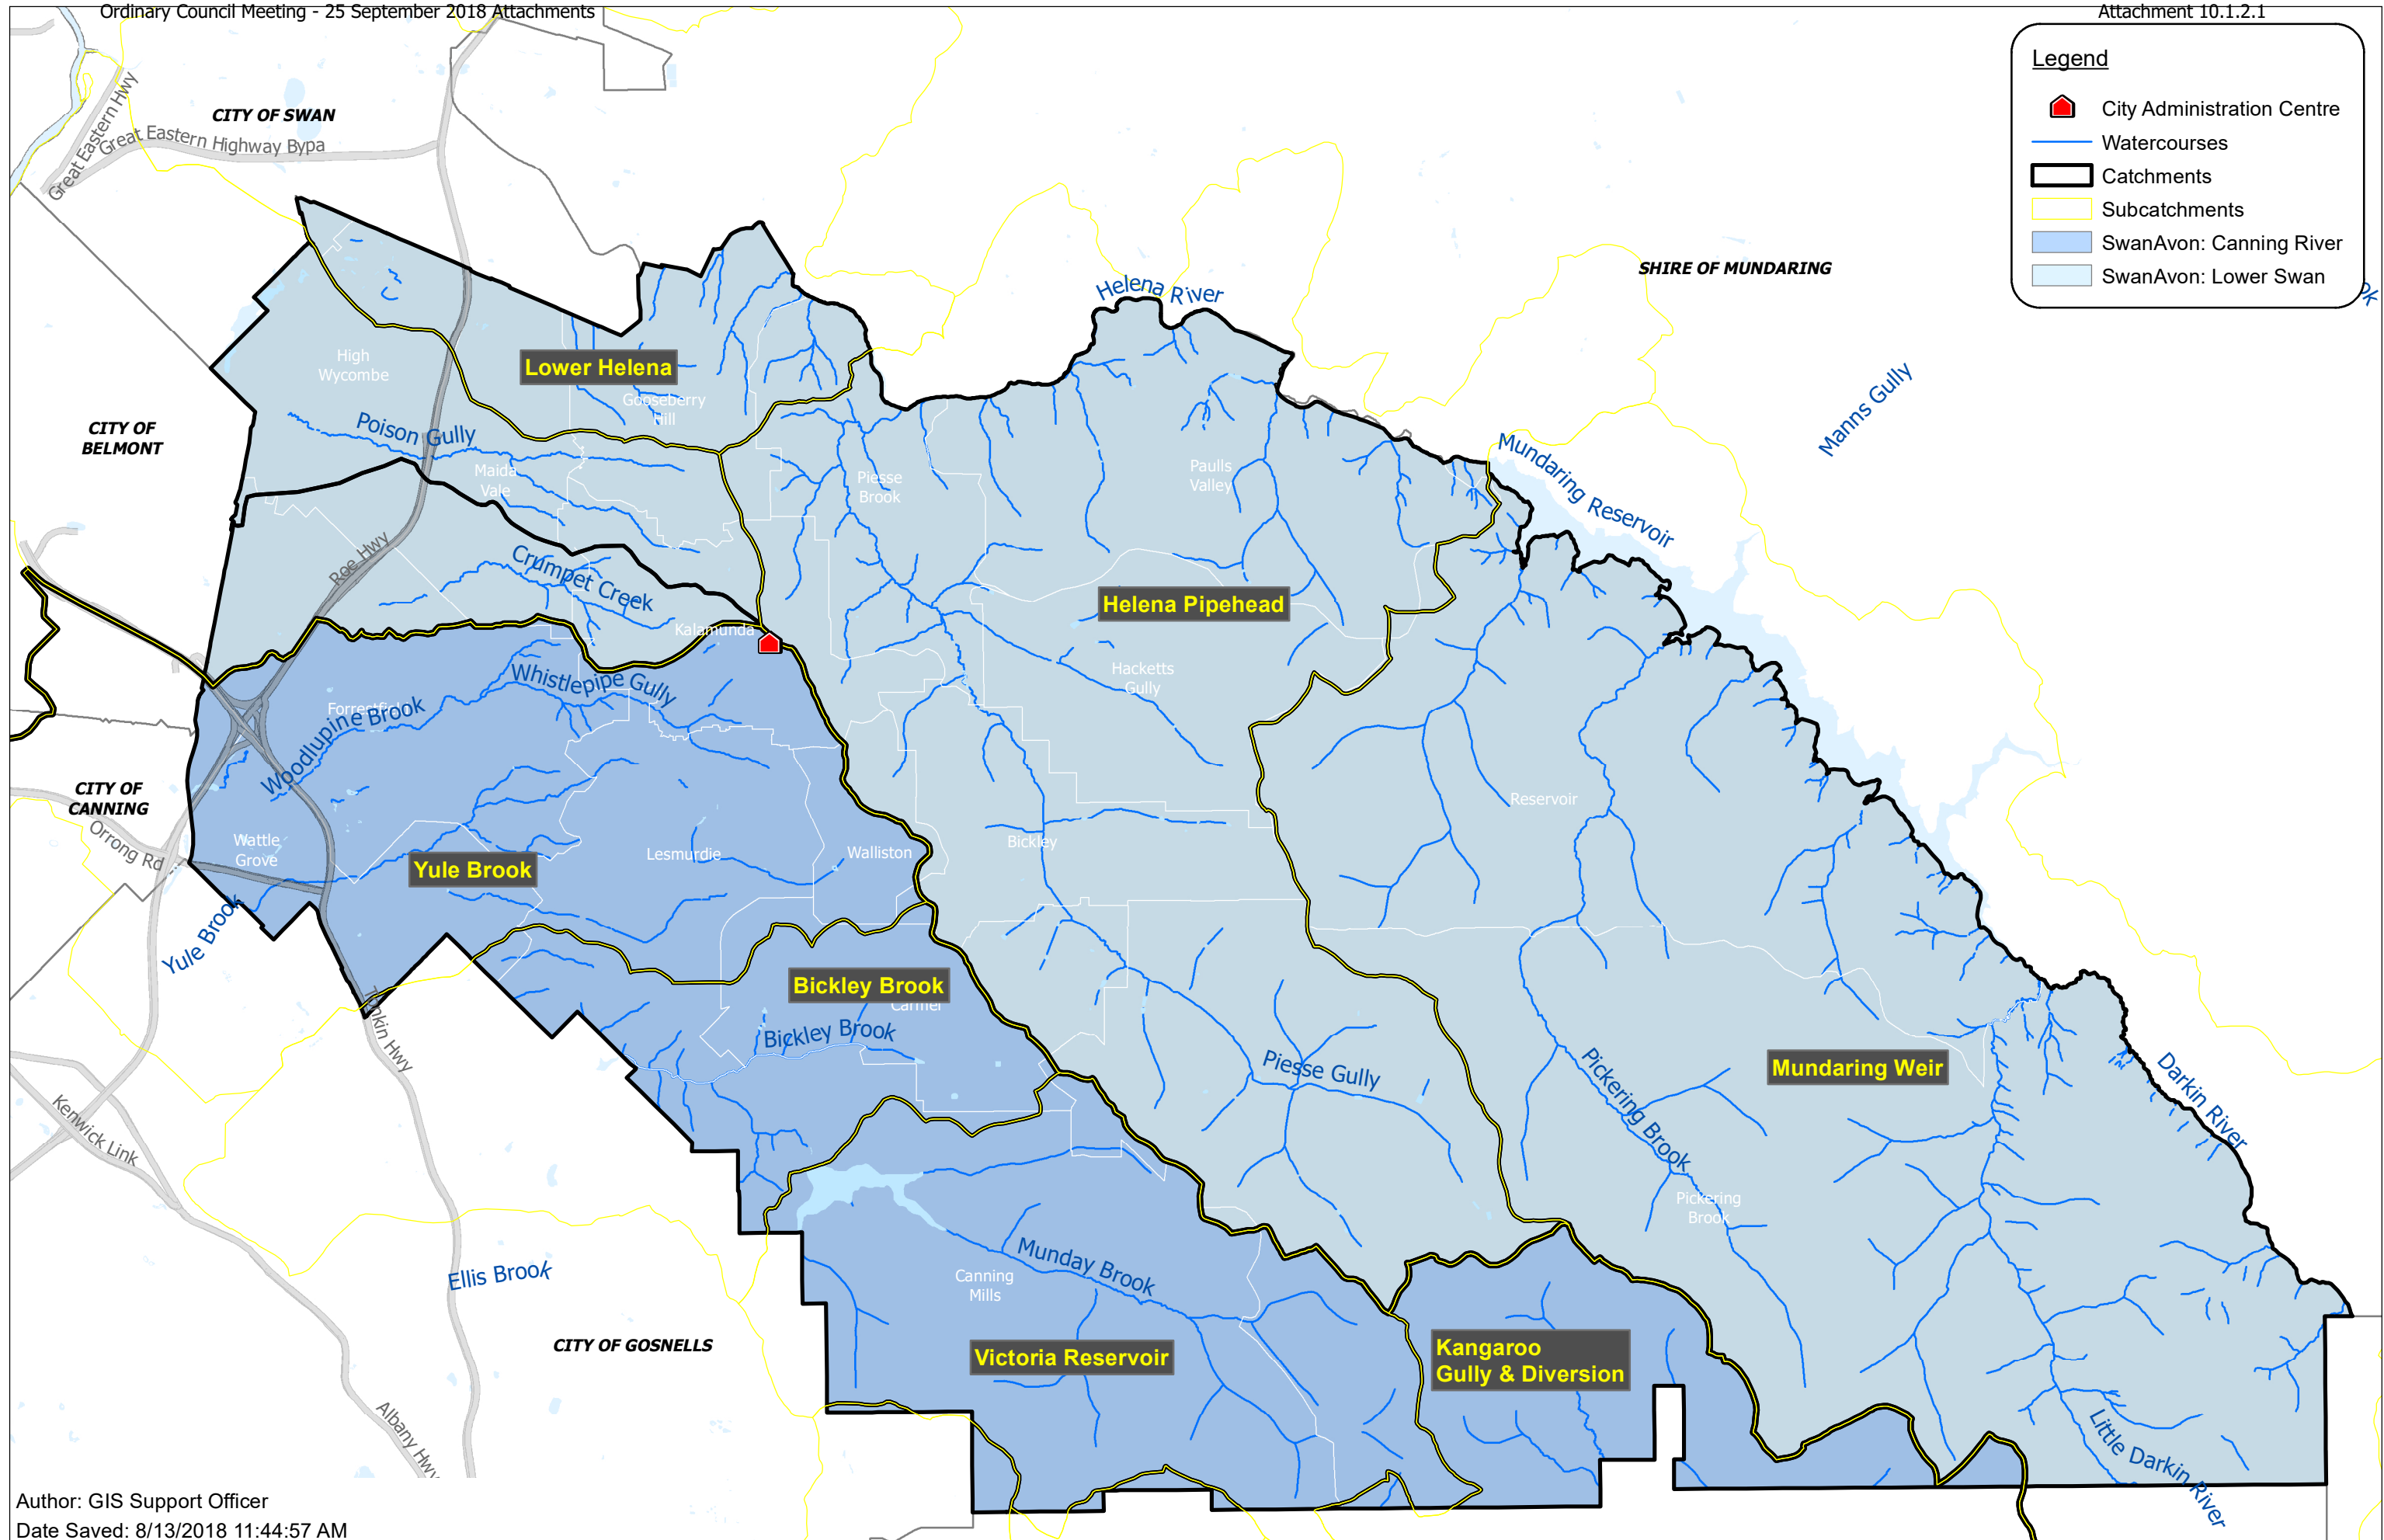 Ordinary Council Meeting - 25 September 2018 Attachments
Attachment 10.1.2.1
Legend
City Administration Centre
Watercourses
Catchments
Subcatchments
SwanAvon: Canning River
SwanAvon: Lower Swan
CITY OF SWAN
Great Eastern Hwy
Great Eastern Highway Bypa
SHIRE OF MUNDARING
Helena River
ok
High
Wycombe
Lower Helena
Gooseberry
Hill
Manns Gully
CITY OF
BELMONT
Poison Gully
Maida
Vale
Piesse
Brook
Paulls
Valley
Mundaring Reservoir
Roe Hwy
Crumpet Creek
Helena Pipehead
Kalamunda
Whistlepipe Gully
Hacketts
Gully
Forrestfield
Woodlupine Brook
CITY OF
CANNING
Orrong Rd
Wattle
Grove
Reservoir
Yule Brook
Lesmurdie
Walliston
Bickley
Yule Brook
Bickley Brook
Carmel
Bickley Brook
Tonkin Hwy
Piesse Gully
Pickering Brook
Mundaring Weir
Darkin River
Kenwick Link
Pickering
Brook
Ellis Brook
Munday Brook
Canning
Mills
CITY OF GOSNELLS
Victoria Reservoir
Kangaroo
Gully & Diversion
Albany Hwy
Little Darkin River
Author: GIS Support Officer
Date Saved: 8/13/2018 11:44:57 AM